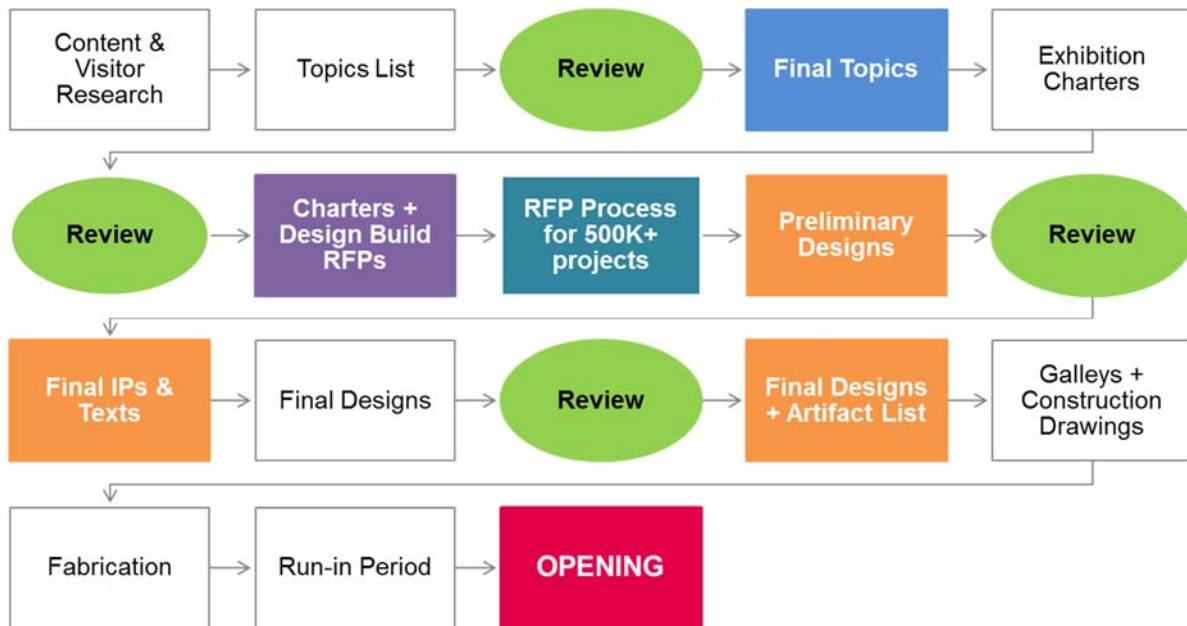 Content &
Visitor
Research
Topics List
Review
Final Topics
Exhibition
Charters
Review
Charters +
Design Build
RFPs
RFP Process
for 500K+
projects
Preliminary
Designs
Review
Final IPs &
Texts
Final Designs
Review
Final Designs
+ Artifact List
Galleys +
Construction
Drawings
Fabrication
Run-in Period
OPENING